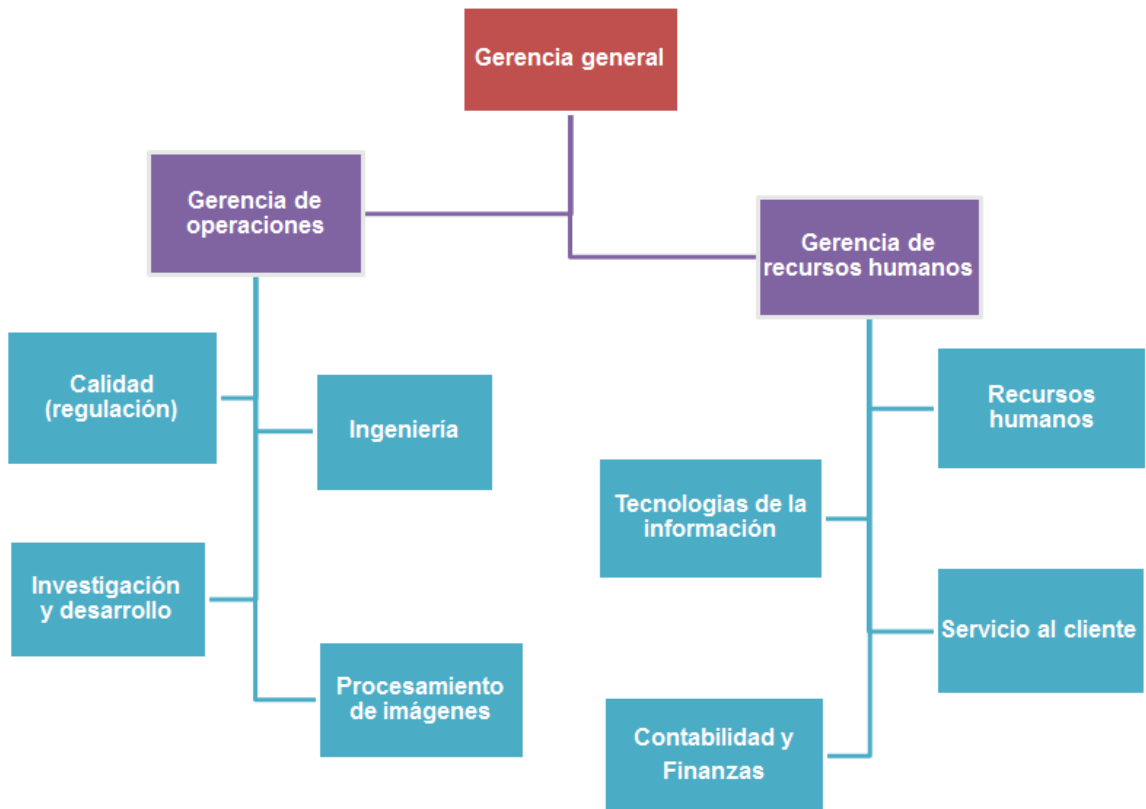 Gerencia general
Gerencia de
operaciones
Gerencia de
recursos humanos
Calidad
(regulación)
Ingeniería
Recursos
humanos
Tecnologias de la
información
Investigación
y desarrollo
Servicio al cliente
Procesamiento
de imágenes
Contabilidad y
Finanzas